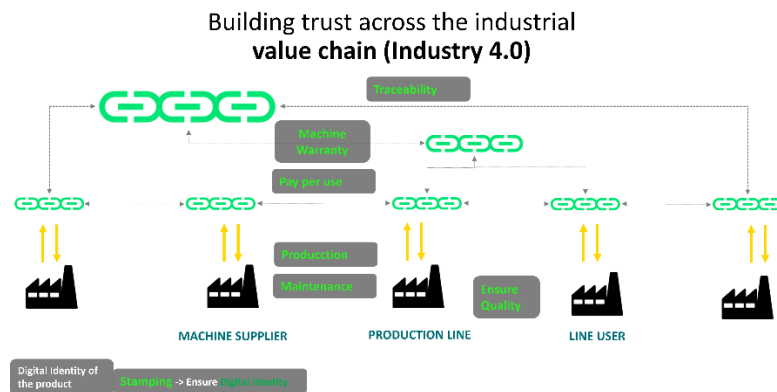 Building trust across the industrial
value chain (Industry 4.0)
Traceability
Machine
Warranty
Pay per use
Producction
Maintenance
Ensure
Quality
MACHINE SUPPLIER
PRODUCTION LINE
LINE USER
Digital Identity of
the product
Stamping -> Ensure Digital Identity